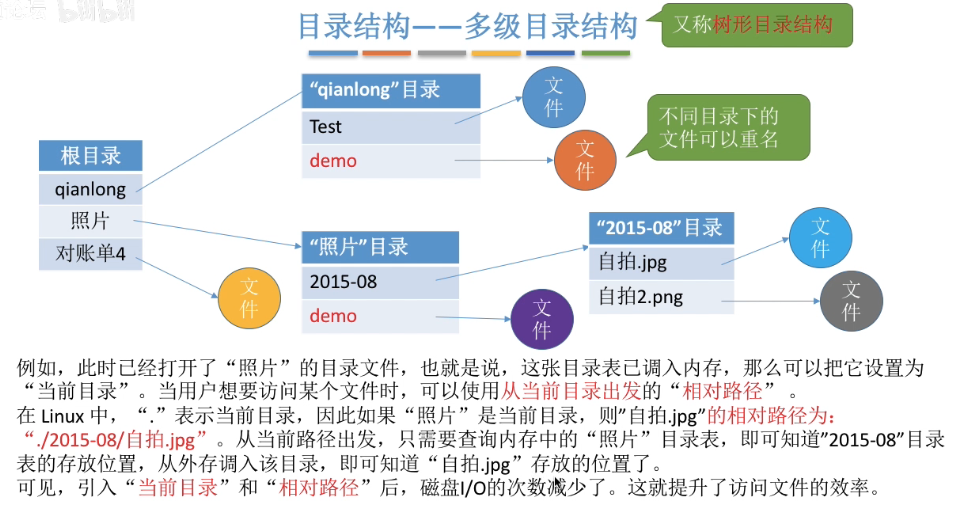 bilibili
目录结构——多级目录结构
又称树形目录结构
根目录
qianlong
照片
对账单4
文件
“qianlong”目录
Test
demo
文件
文件
不同目录下的
文件可以重名
“照片”目录
2015-08
demo
文件
“2015-08”目录
自拍.jpg
自拍2.png
文件
文件
例如，此时已经打开了“照片”的目录文件，也就是说，这张目录表已调入内存，那么可以把它设置为
“当前目录”。当用户想要访问某个文件时，可以使用从当前目录出发的“相对路径”。
在 Linux 中，“.”表示当前目录，因此如果“照片”是当前目录，则”自拍.jpg”的相对路径为：
“./2015-08/自拍.jpg”。从当前路径出发，只需要查询内存中的“照片”目录表，即可知道”2015-08”目录
表的存放位置，从外存调入该目录，即可知道“自拍.jpg”存放的位置了。
可见，引入“当前目录”和“相对路径”后，磁盘I/O的次数减少了。这就提升了访问文件的效率。